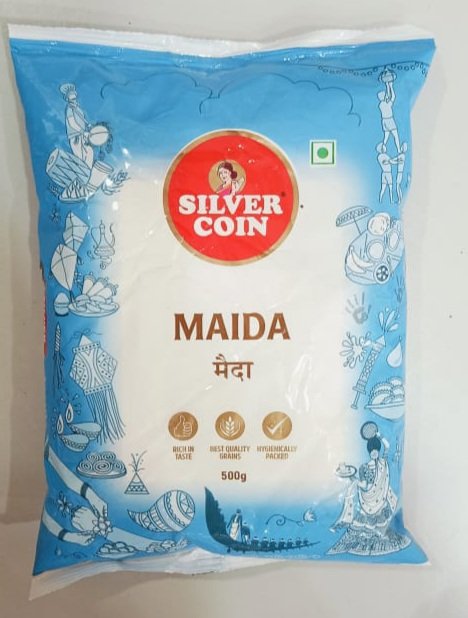 SILVER
COIN
MAIDA
मैदा
RICH IN
TASTE
BEST QUALITY
GRAINS
HYGIENICALLY
PACKED
500g